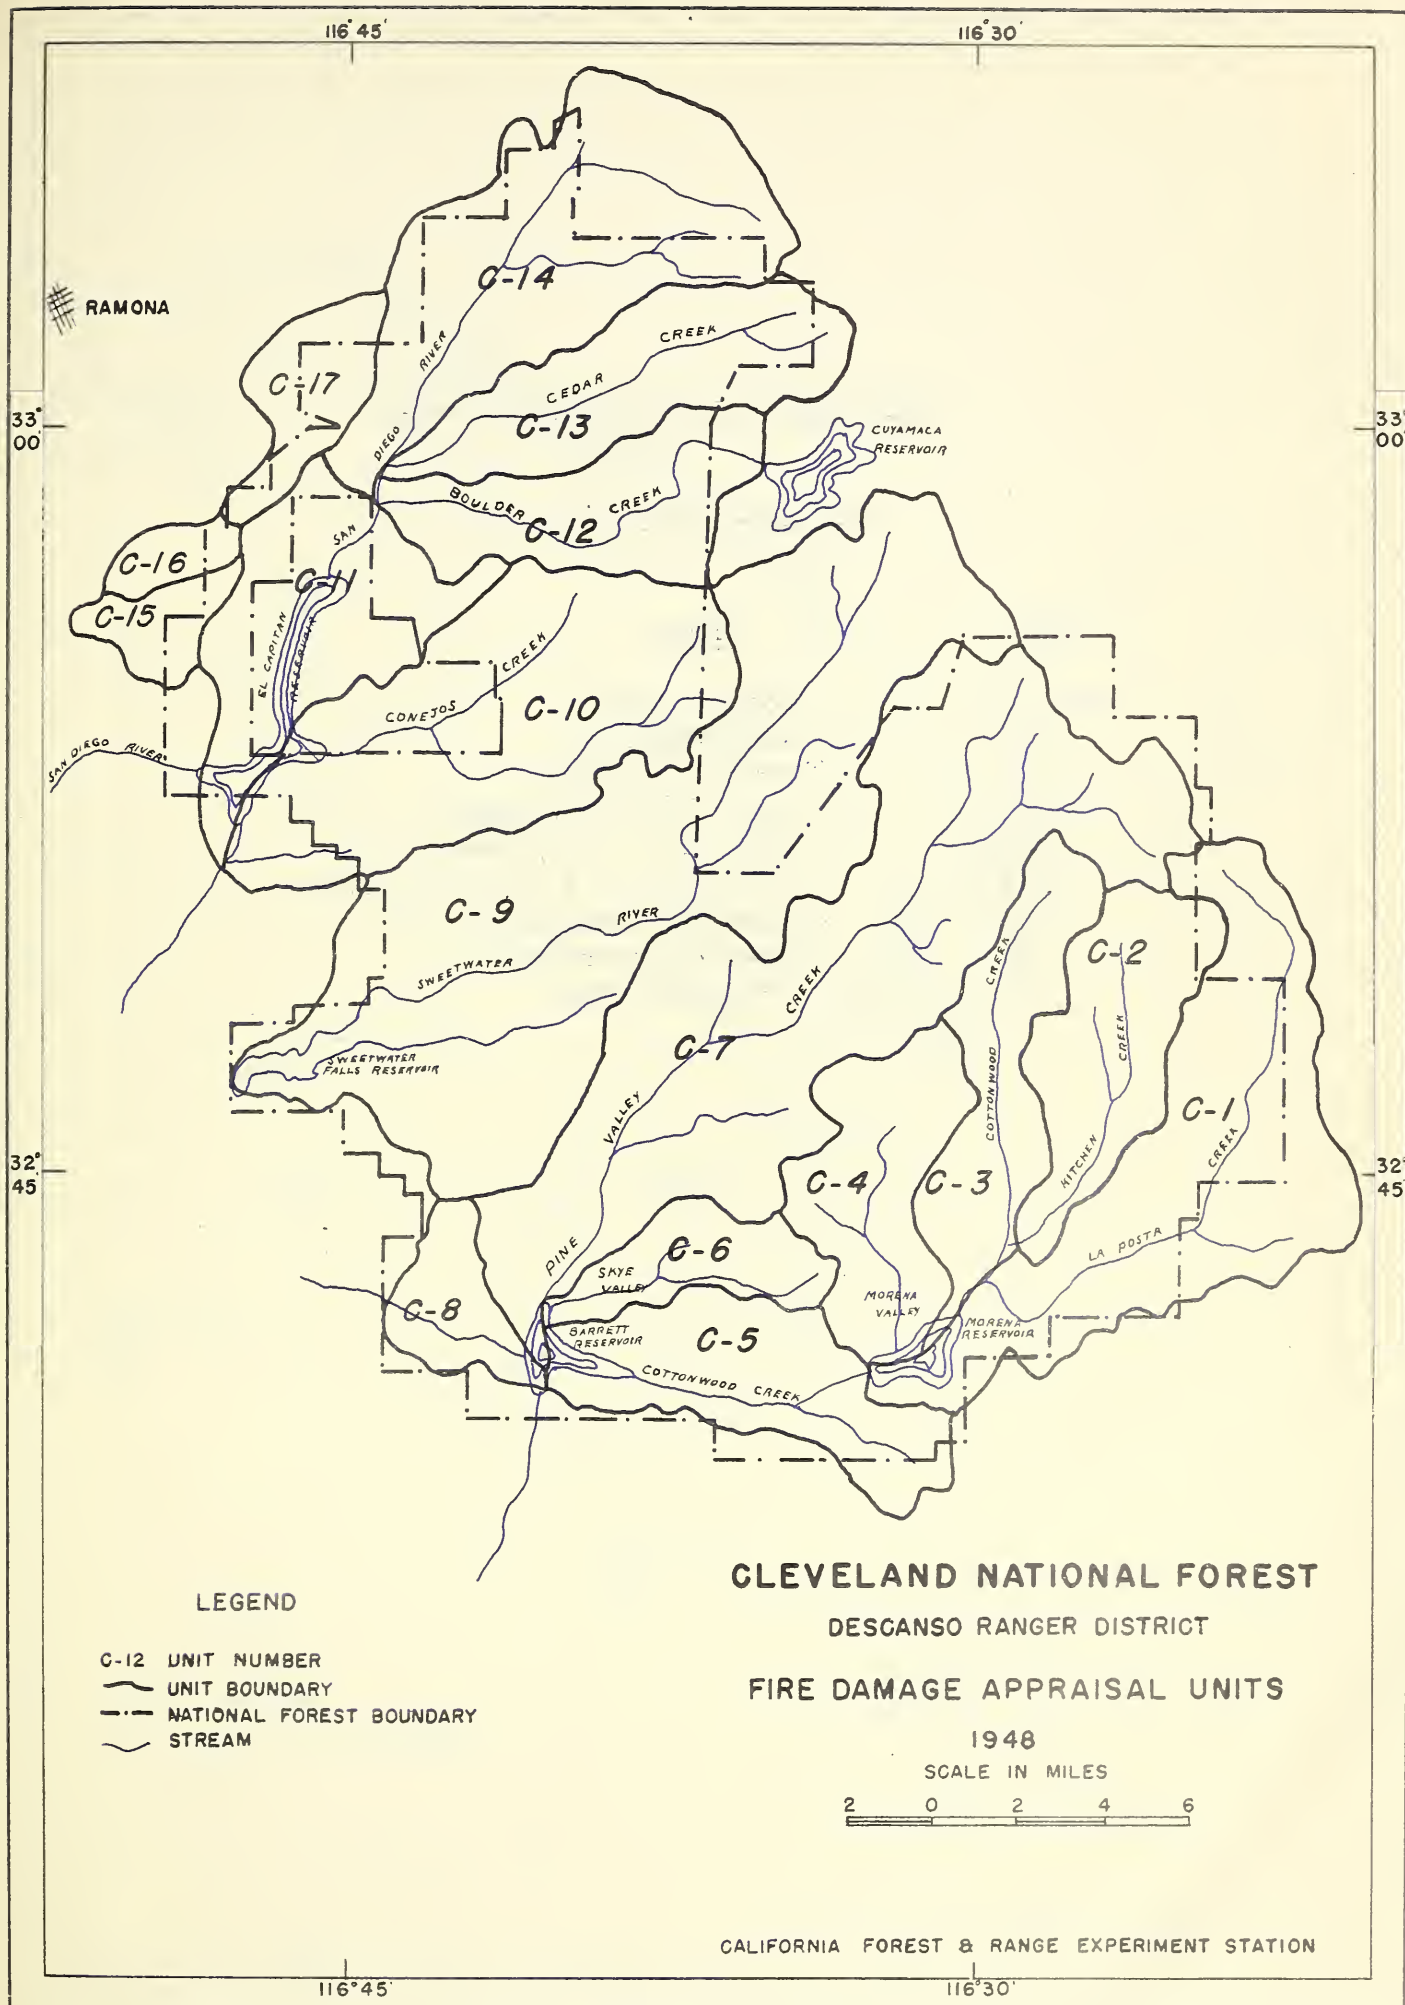 116° 45'
116° 30'
RAMONA
C-14
RIVER
CREEK
CEDAR
C-17
C-13
33° 00'
33° 00'
DIEGO
CUYAMACA
RESERVOIR
BOULDER
CREEK
SAN
C-12
C-16
C-11
C-15
EL CAPITAN
RESERVOIR
CREEK
CONEJOS
C-10
SAN DIEGO RIVER
C-9
RIVER
SWEETWATER
CREEK
C-2
CREEK
C-7
CREEK
SWEETWATER
FALLS RESERVOIR
VALLEY
COTTONWOOD
C-1
CREEK
KITCHEN
32° 45'
32° 45'
C-4
C-3
PINE
C-6
LA POSTA
SKYE
VALLEY
C-8
MORENA
VALLEY
MORENA
RESERVOIR
BARRETT
RESERVOIR
C-5
COTTONWOOD CREEK
CLEVELAND NATIONAL FOREST
DESCANSO RANGER DISTRICT
FIRE DAMAGE APPRAISAL UNITS
1948
SCALE IN MILES
2 0 2 4 6
LEGEND
C-12 UNIT NUMBER
UNIT BOUNDARY
NATIONAL FOREST BOUNDARY
STREAM
CALIFORNIA FOREST & RANGE EXPERIMENT STATION
116° 45'
116° 30'